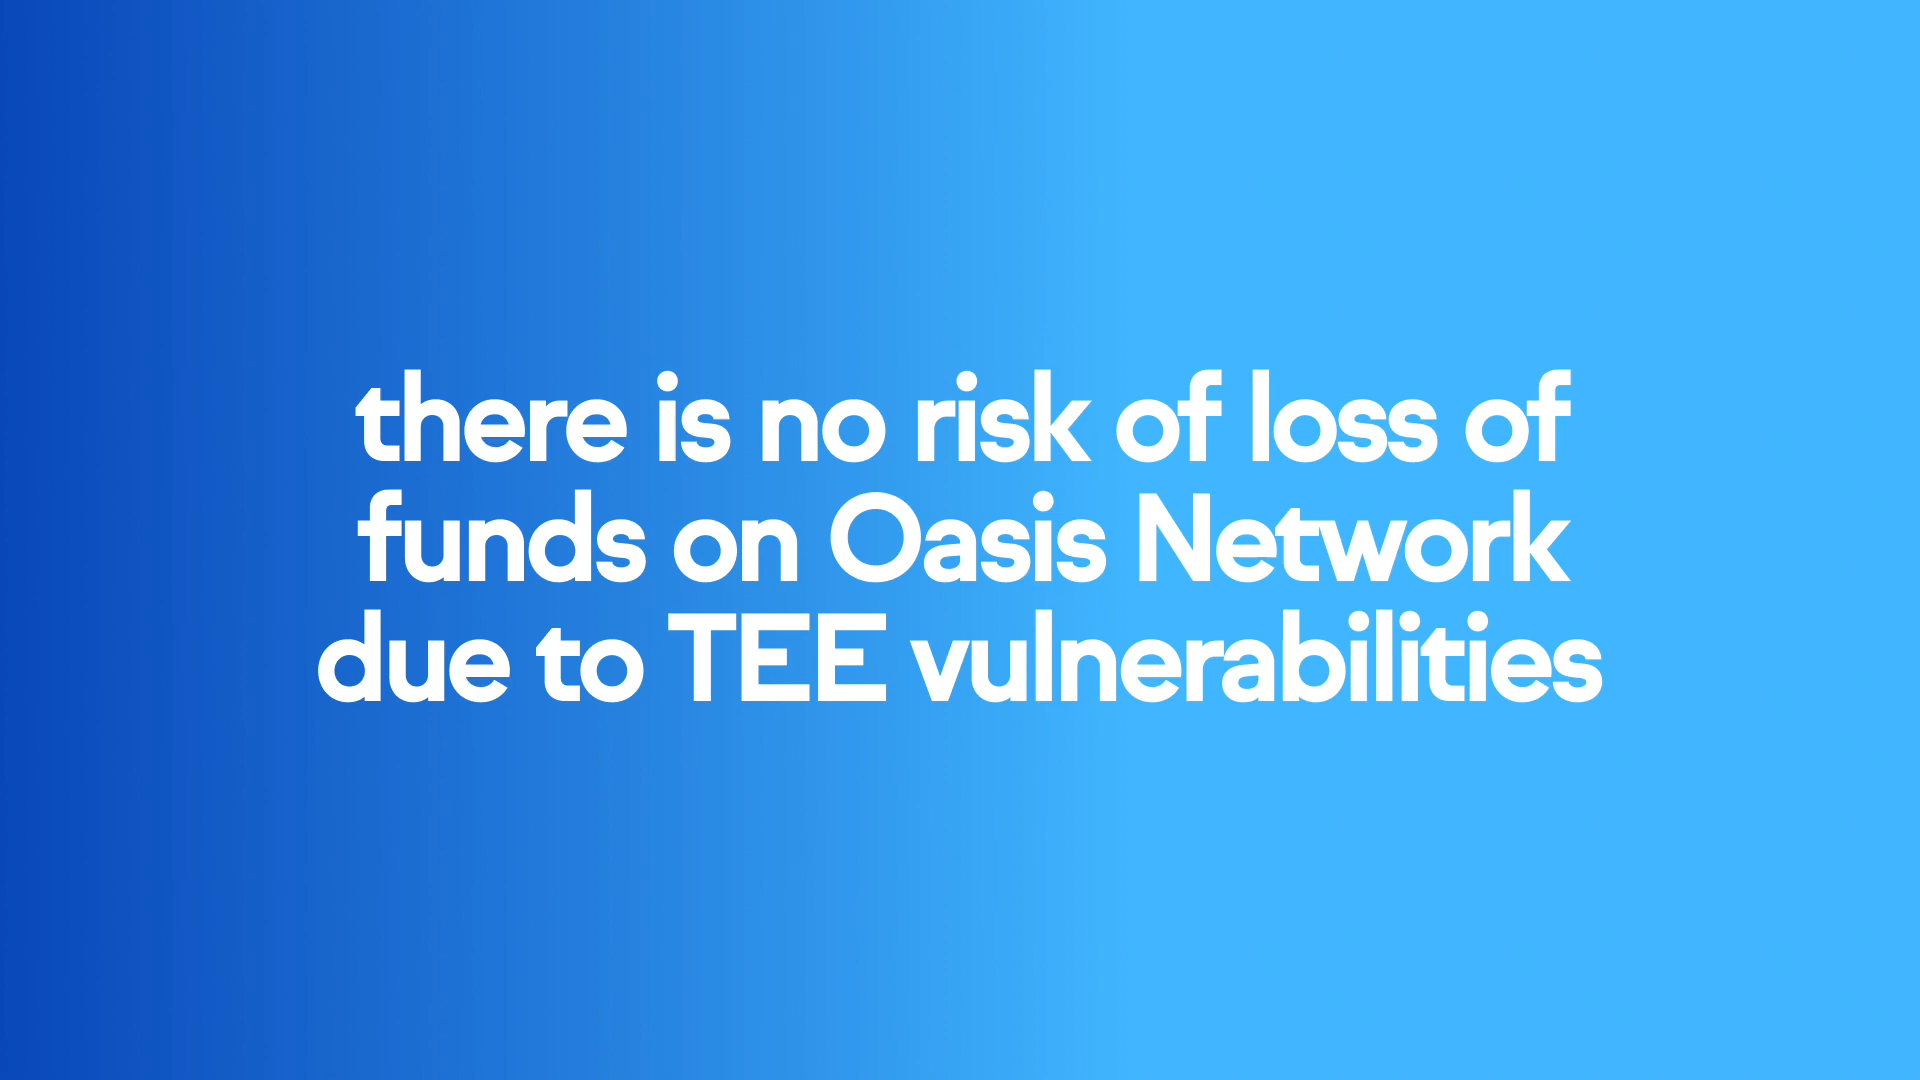 there is no risk of loss of
funds on Oasis Network
due to TEE vulnerabilities